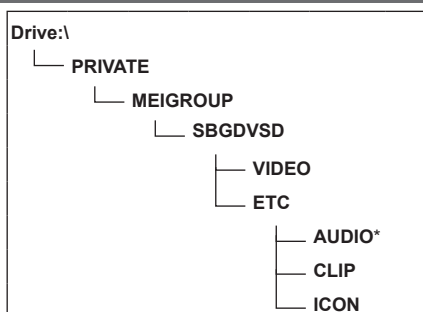 Drive:\
PRIVATE
MEIGROUP
SBGDVSD
VIDEO
ETC
AUDIO*
CLIP
ICON